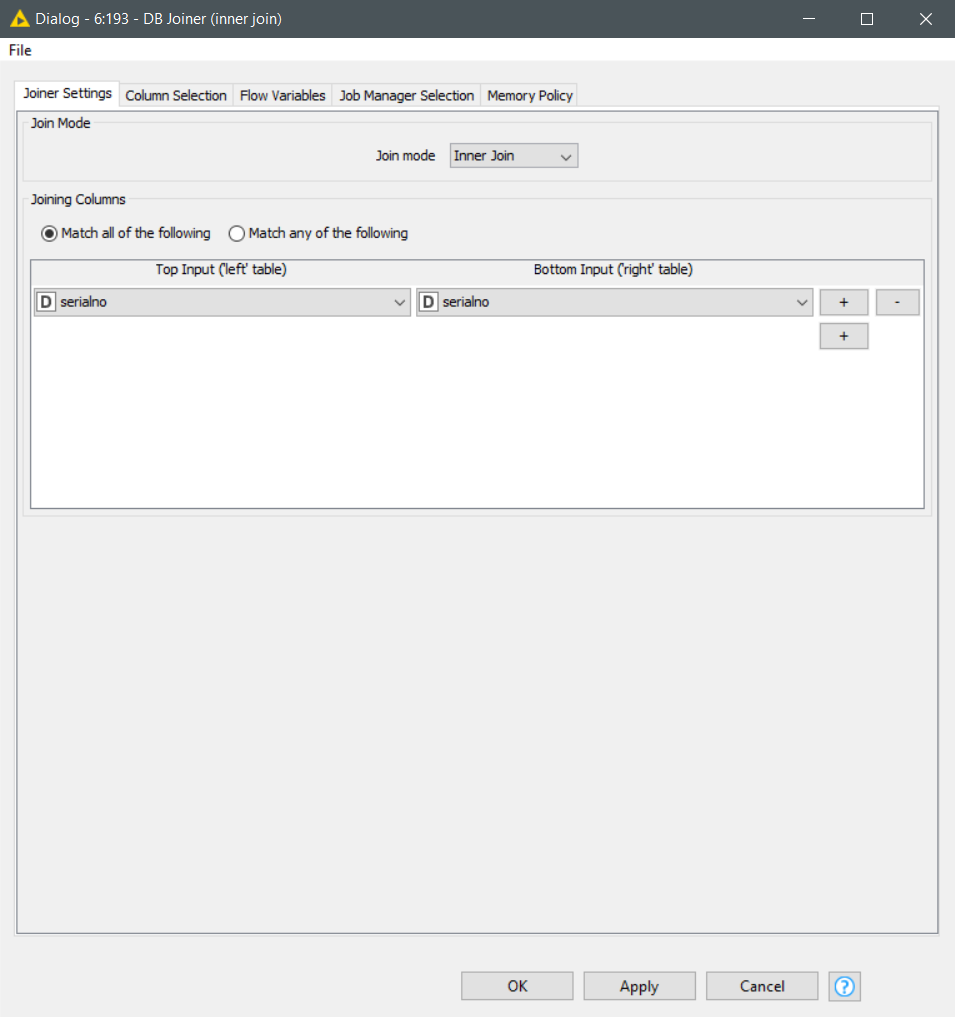 Dialog - 6:193 - DB Joiner (inner join)
File
Joiner Settings Column Selection Flow Variables Job Manager Selection Memory Policy
Join Mode
Join mode Inner Join
Joining Columns
Match all of the following Match any of the following
Top Input ('left' table) Bottom Input ('right' table)
D serialno D serialno + -
+
OK Apply Cancel ?